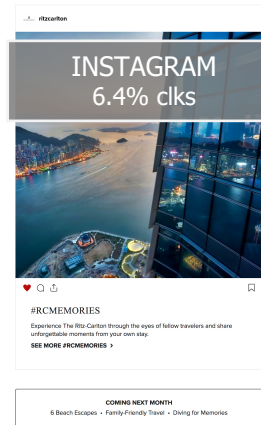 ritzcarlton
INSTAGRAM
6.4% clks
#RCMEMORIES
Experience The Ritz-Carlton through the eyes of fellow travelers and share
unforgettable moments from your own stay.
SEE MORE #RCMEMORIES >
COMING NEXT MONTH
6 Beach Escapes • Family-Friendly Travel • Diving for Memories